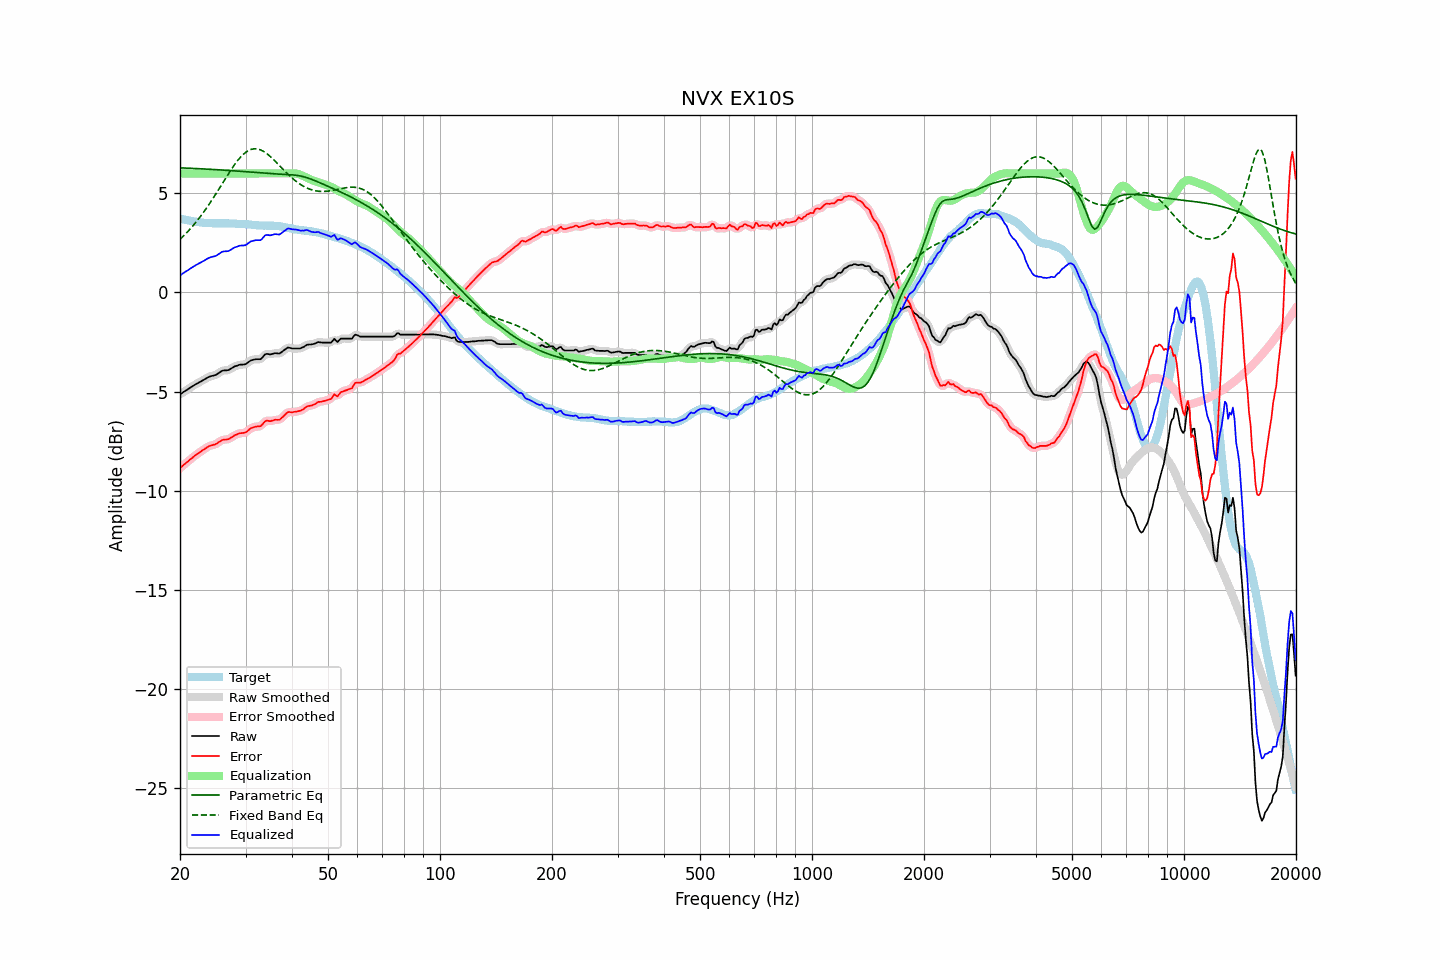 NVX EX10S
Amplitude (dBr)
5
0
−5
−10
−15
−20
−25
Target
Raw Smoothed
Error Smoothed
Raw
Error
Equalization
Parametric Eq
Fixed Band Eq
Equalized
20 50 100 200 500 1000 2000 5000 10000 20000
Frequency (Hz)